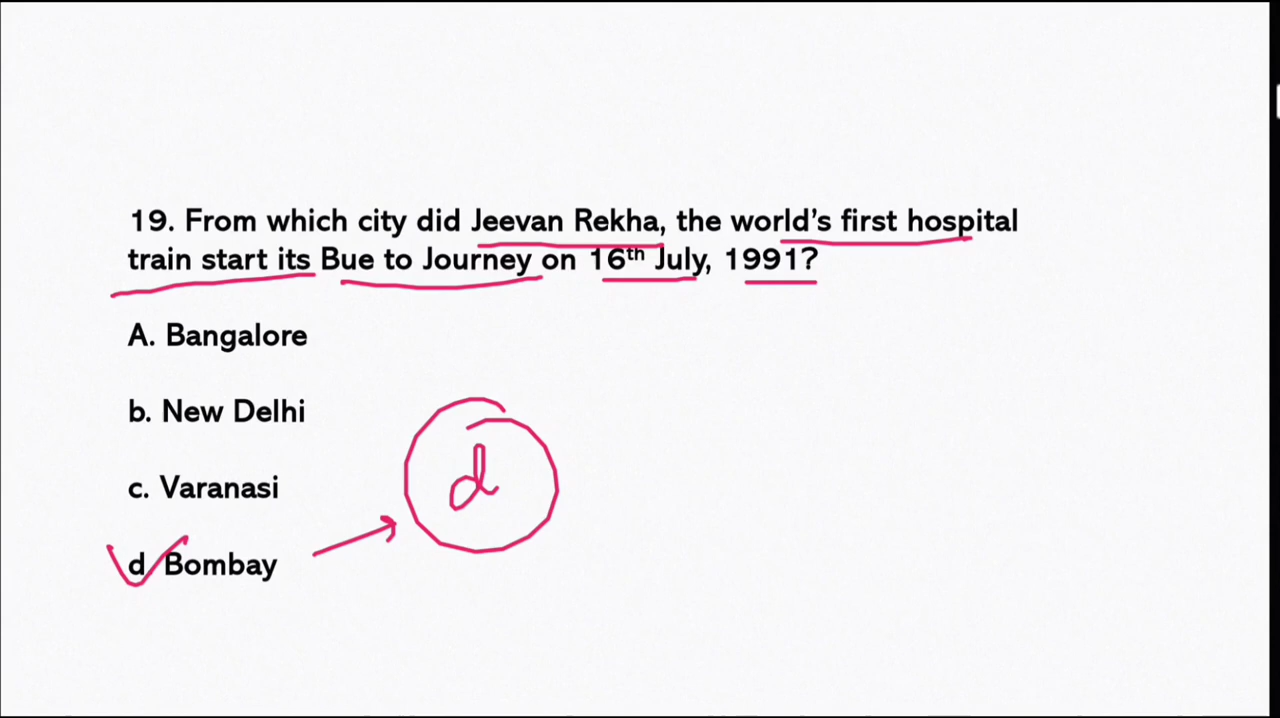 19. From which city did Jeevan Rekha, the world's first hospital
train start its Bue to Journey on 16th July, 1991?
A. Bangalore
b. New Delhi
c. Varanasi
d Bombay
d